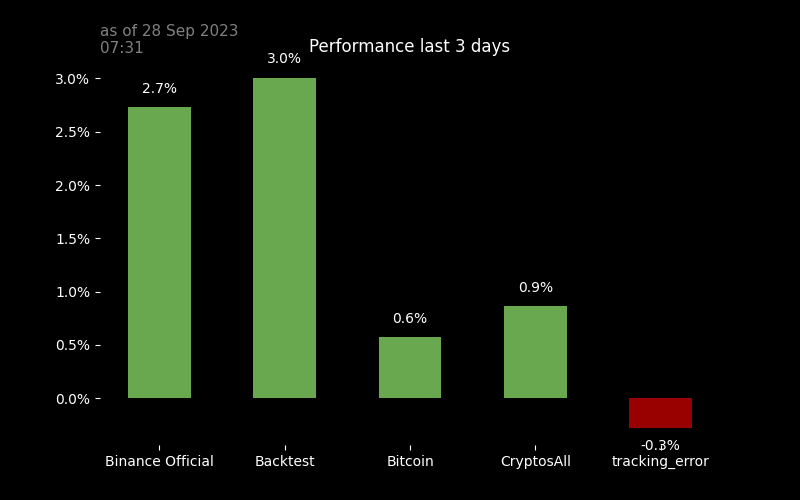 as of 28 Sep 2023
07:31
Performance last 3 days
3.0%
2.5%
2.0%
1.5%
1.0%
0.5%
0.0%
2.7%
3.0%
0.6%
0.9%
-0.3%
Binance Official
Backtest
Bitcoin
CryptosAll
tracking_error